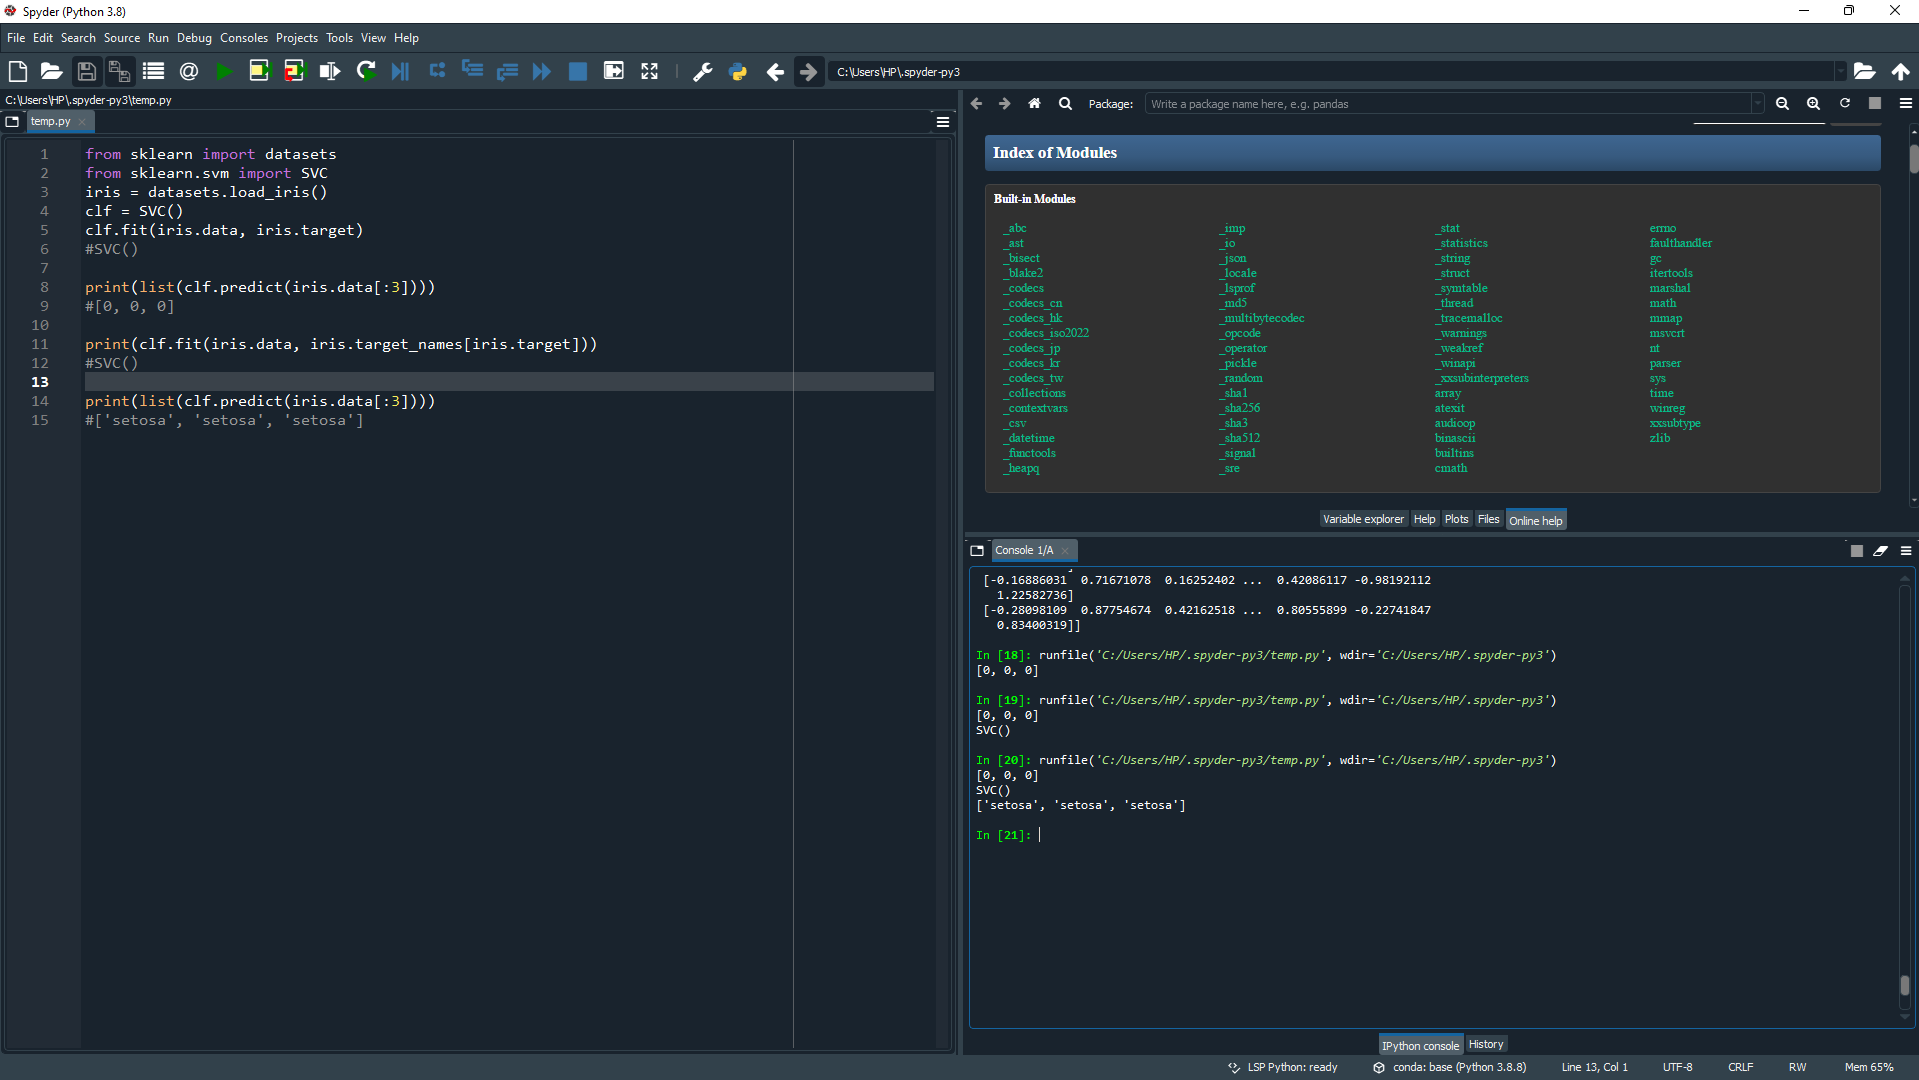 Spyder (Python 3.8)
File Edit Search Source Run Debug Consoles Projects Tools View Help
C:\Users\HP\.spyder-py3
C:\Users\HP\.spyder-py3\temp.py
temp.py
1 from sklearn import datasets
2 from sklearn.svm import SVC
3 iris = datasets.load_iris()
4 clf = SVC()
5 clf.fit(iris.data, iris.target)
6 #SVC()
7
8 print(list(clf.predict(iris.data[:3])))
9 #[0, 0, 0]
10
11 print(clf.fit(iris.data, iris.target_names[iris.target]))
12 #SVC()
13
14 print(list(clf.predict(iris.data[:3])))
15 #['setosa', 'setosa', 'setosa']
Package: Write a package name here, e.g. pandas
Index of Modules
Built-in Modules
_abc _imp _stat errno
_ast _io _statistics faulthandler
_bisect _json _string gc
_blake2 _locale _struct itertools
_codecs _lsprof _symtable marshal
_codecs_cn _md5 _thread math
_codecs_hk _multibytecodec _tracemalloc mmap
_codecs_iso2022 _opcode _warnings msvcrt
_codecs_jp _operator _weakref nt
_codecs_kr _pickle _winapi parser
_codecs_tw _random _xxsubinterpreters sys
_collections _sha1 array time
_contextvars _sha256 atexit winreg
_csv _sha3 audioop xxsubtype
_datetime _sha512 binascii zlib
_functools _signal builtins
_heapq _sre cmath
Variable explorer Help Plots Files Online help
Console 1/A
[-0.16886031 0.71671078 0.16252402 ... 0.42086117 -0.98192112
1.22582736]
[-0.28098109 0.87754674 0.42162518 ... 0.80555899 -0.22741847
0.83400319]]
In [18]: runfile('C:/Users/HP/.spyder-py3/temp.py', wdir='C:/Users/HP/.spyder-py3')
[0, 0, 0]
In [19]: runfile('C:/Users/HP/.spyder-py3/temp.py', wdir='C:/Users/HP/.spyder-py3')
[0, 0, 0]
SVC()
In [20]: runfile('C:/Users/HP/.spyder-py3/temp.py', wdir='C:/Users/HP/.spyder-py3')
[0, 0, 0]
SVC()
['setosa', 'setosa', 'setosa']
In [21]:
IPython console History
LSP Python: ready conda: base (Python 3.8.8) Line 13, Col 1 UTF-8 CRLF RW Mem 65%